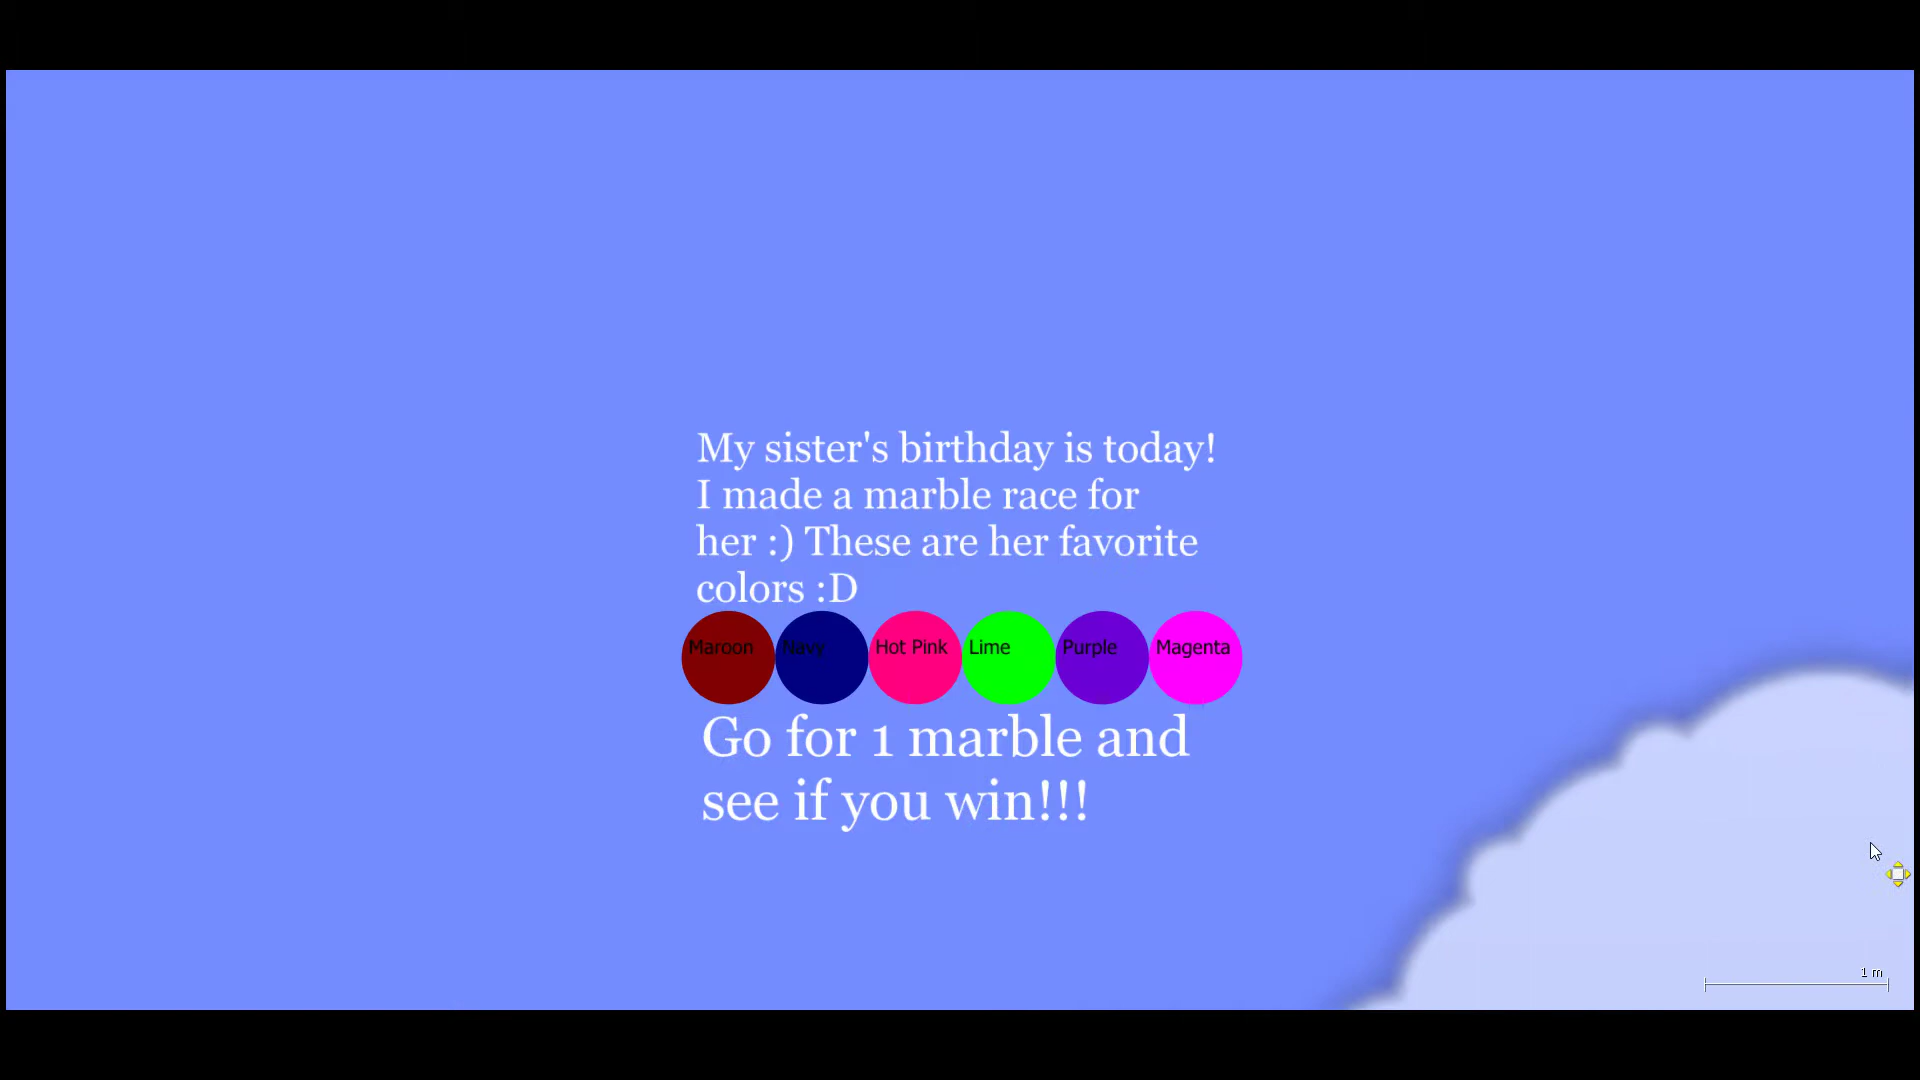 My sister's birthday is today!
I made a marble race for
her :) These are her favorite
colors :D
Maroon Navy Hot Pink Lime Purple Magenta
Go for 1 marble and
see if you win!!!
1 m